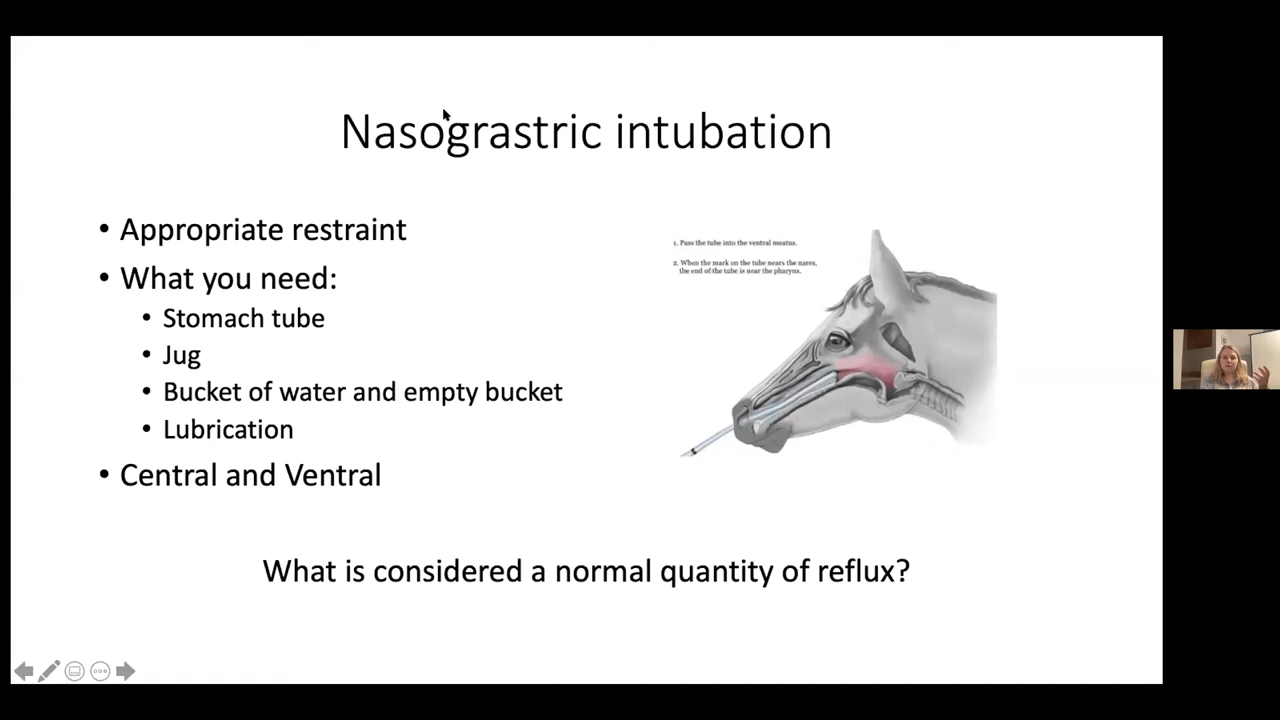 Nasograstric intubation
• Appropriate restraint
• What you need:
• Stomach tube
• Jug
• Bucket of water and empty bucket
• Lubrication
• Central and Ventral
1. Pass the tube into the ventral meatus.
2. When the mark on the tube nears the nares,
the end of the tube is near the pharynx.
What is considered a normal quantity of reflux?